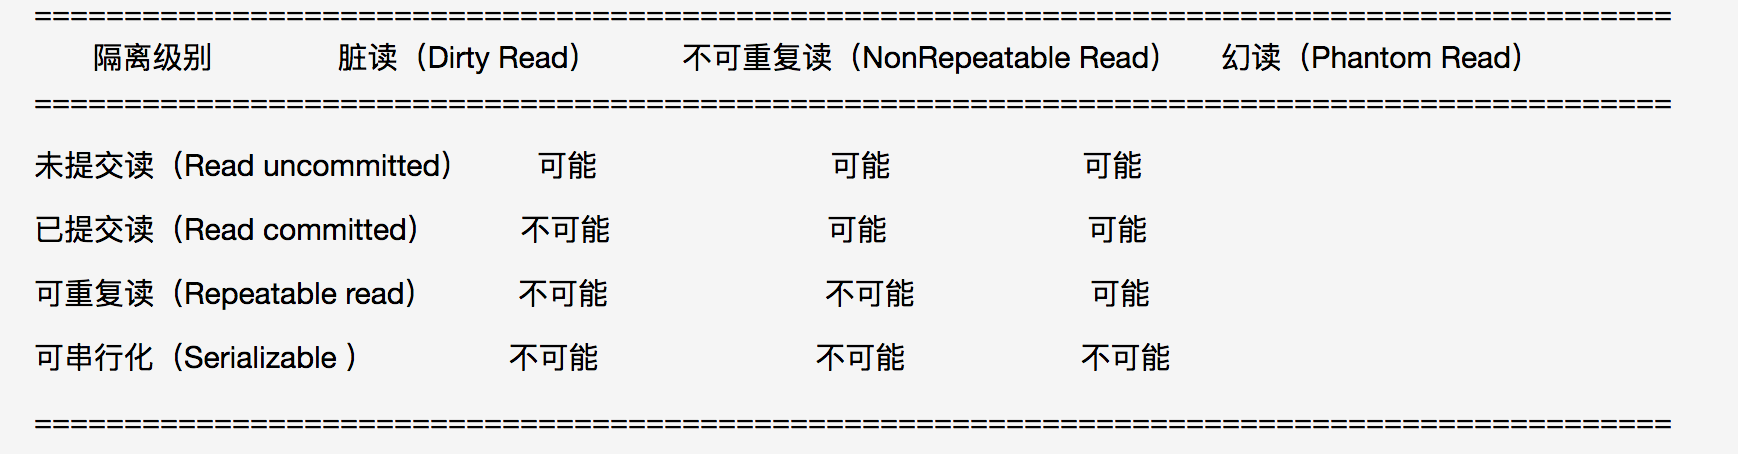 ===========================================================================================
隔离级别 脏读（Dirty Read） 不可重复读（NonRepeatable Read） 幻读（Phantom Read）
===========================================================================================
未提交读（Read uncommitted） 可能 可能 可能
已提交读（Read committed） 不可能 可能 可能
可重复读（Repeatable read） 不可能 不可能 可能
可串行化（Serializable ） 不可能 不可能 不可能
===========================================================================================